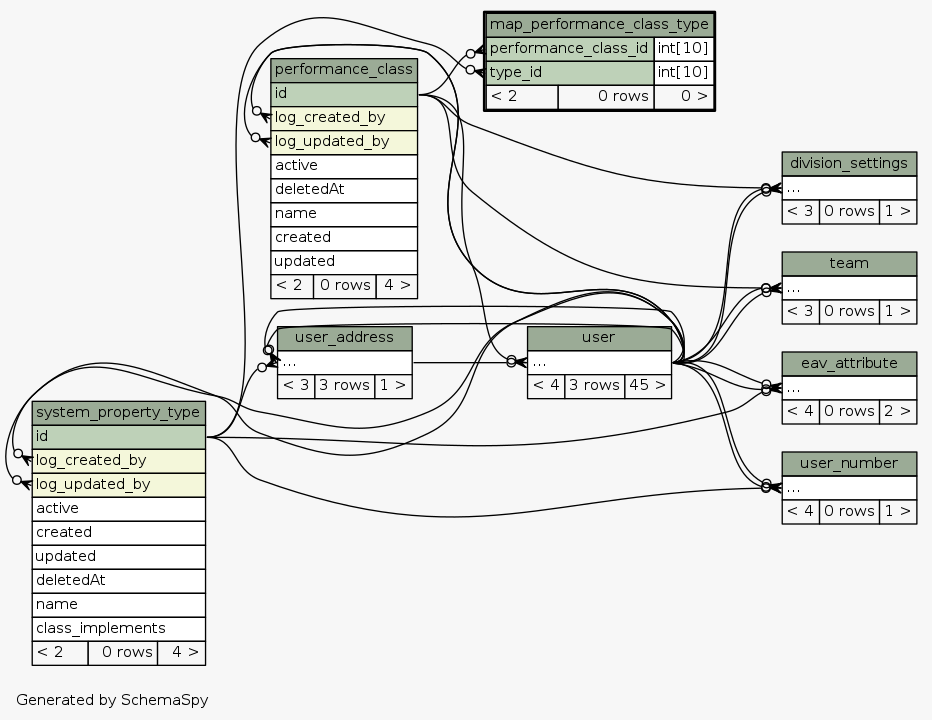 map_performance_class_type
performance_class_id int[10]
type_id int[10]
< 2 0 rows 0 >
performance_class
id
log_created_by
log_updated_by
active
deletedAt
name
created
updated
< 2 0 rows 4 >
division_settings
...
< 3 0 rows 1 >
team
...
< 3 0 rows 1 >
user_address
...
< 3 3 rows 1 >
user
...
< 4 3 rows 45 >
eav_attribute
...
< 4 0 rows 2 >
system_property_type
id
log_created_by
log_updated_by
active
created
updated
deletedAt
name
class_implements
< 2 0 rows 4 >
user_number
...
< 4 0 rows 1 >
Generated by SchemaSpy